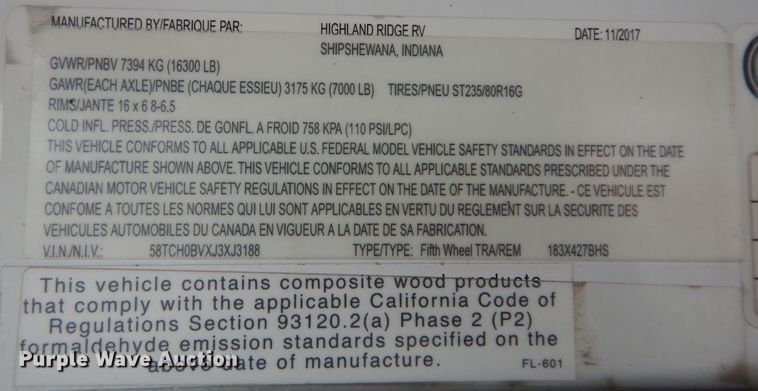 MANUFACTURED BY/FABRIQUE PAR: HIGHLAND RIDGE RV DATE: 11/2017
SHIPSHEWANA, INDIANA
GVWR/PNBV 7394 KG (16300 LB)
GAWR(EACH AXLE)/PNBE (CHAQUE ESSIEU) 3175 KG (7000 LB) TIRES/PNEU ST235/80R16G
RIMS/JANTE 16 x 6 8-6.5
COLD INFL. PRESS./PRESS. DE GONFL. A FROID 758 KPA (110 PSI/LPC)
THIS VEHICLE CONFORMS TO ALL APPLICABLE U.S. FEDERAL MODEL VEHICLE SAFETY STANDARDS IN EFFECT ON THE DATE
OF MANUFACTURE SHOWN ABOVE. THIS VEHICLE CONFORMS TO ALL APPLICABLE STANDARDS PRESCRIBED UNDER THE
CANADIAN MOTOR VEHICLE SAFETY REGULATIONS IN EFFECT ON THE DATE OF THE MANUFACTURE. - CE VEHICULE EST
CONFOME A TOUTES LES NORMES QUI LUI SONT APPLICABLES EN VERTU DU REGLEMENT SUR LA SECURITE DES
VEHICULES AUTOMOBILES DU CANADA EN VIGUEUR A LA DATE DE SA FABRICATION.
V.I.N./N.I.V.: 58TCH0BVXJ3XJ3188 TYPE/TYPE: Fifth Wheel TRA/REM 183X427BHS
This vehicle contains composite wood products
that comply with the applicable California Code of
Regulations Section 93120.2(a) Phase 2 (P2)
formaldehyde emission standards specified on the
above date of manufacture. FL-601
Purple Wave Auction